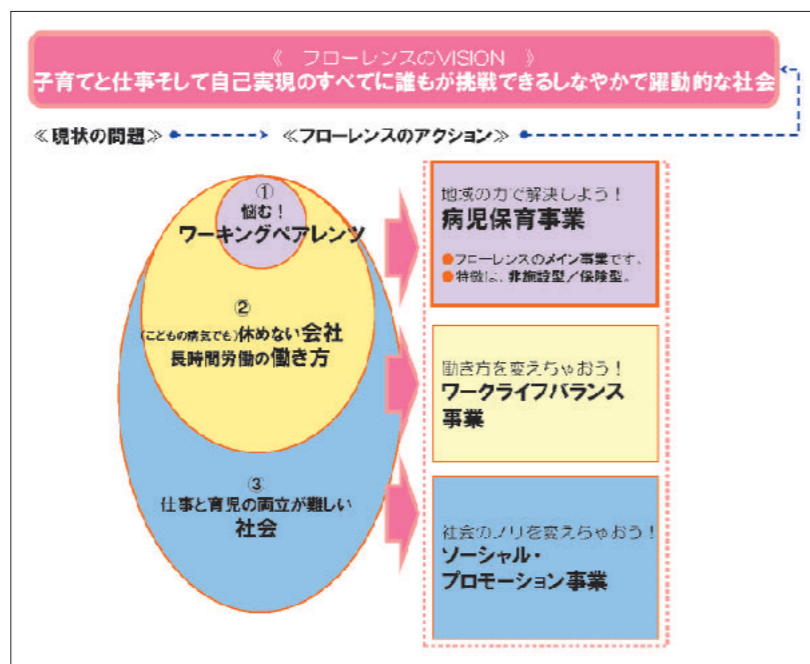 《 フローレンスのVISION 》
子育てと仕事そして自己実現のすべてに誰もが挑戦できるしなやかで躍動的な社会
≪現状の問題≫
≪フローレンスのアクション≫
①
悩む！
ワーキングペアレンツ
②
（こどもの病気でも）休めない会社
長時間労働の働き方
③
仕事と育児の両立が難しい
社会
地域の力で解決しよう！
病児保育事業
●フローレンスのメイン事業です。
●特徴は、非施設型／保険型。
働き方を変えちゃおう！
ワークライフバランス
事業
社会のノリを変えちゃおう！
ソーシャル・
プロモーション事業